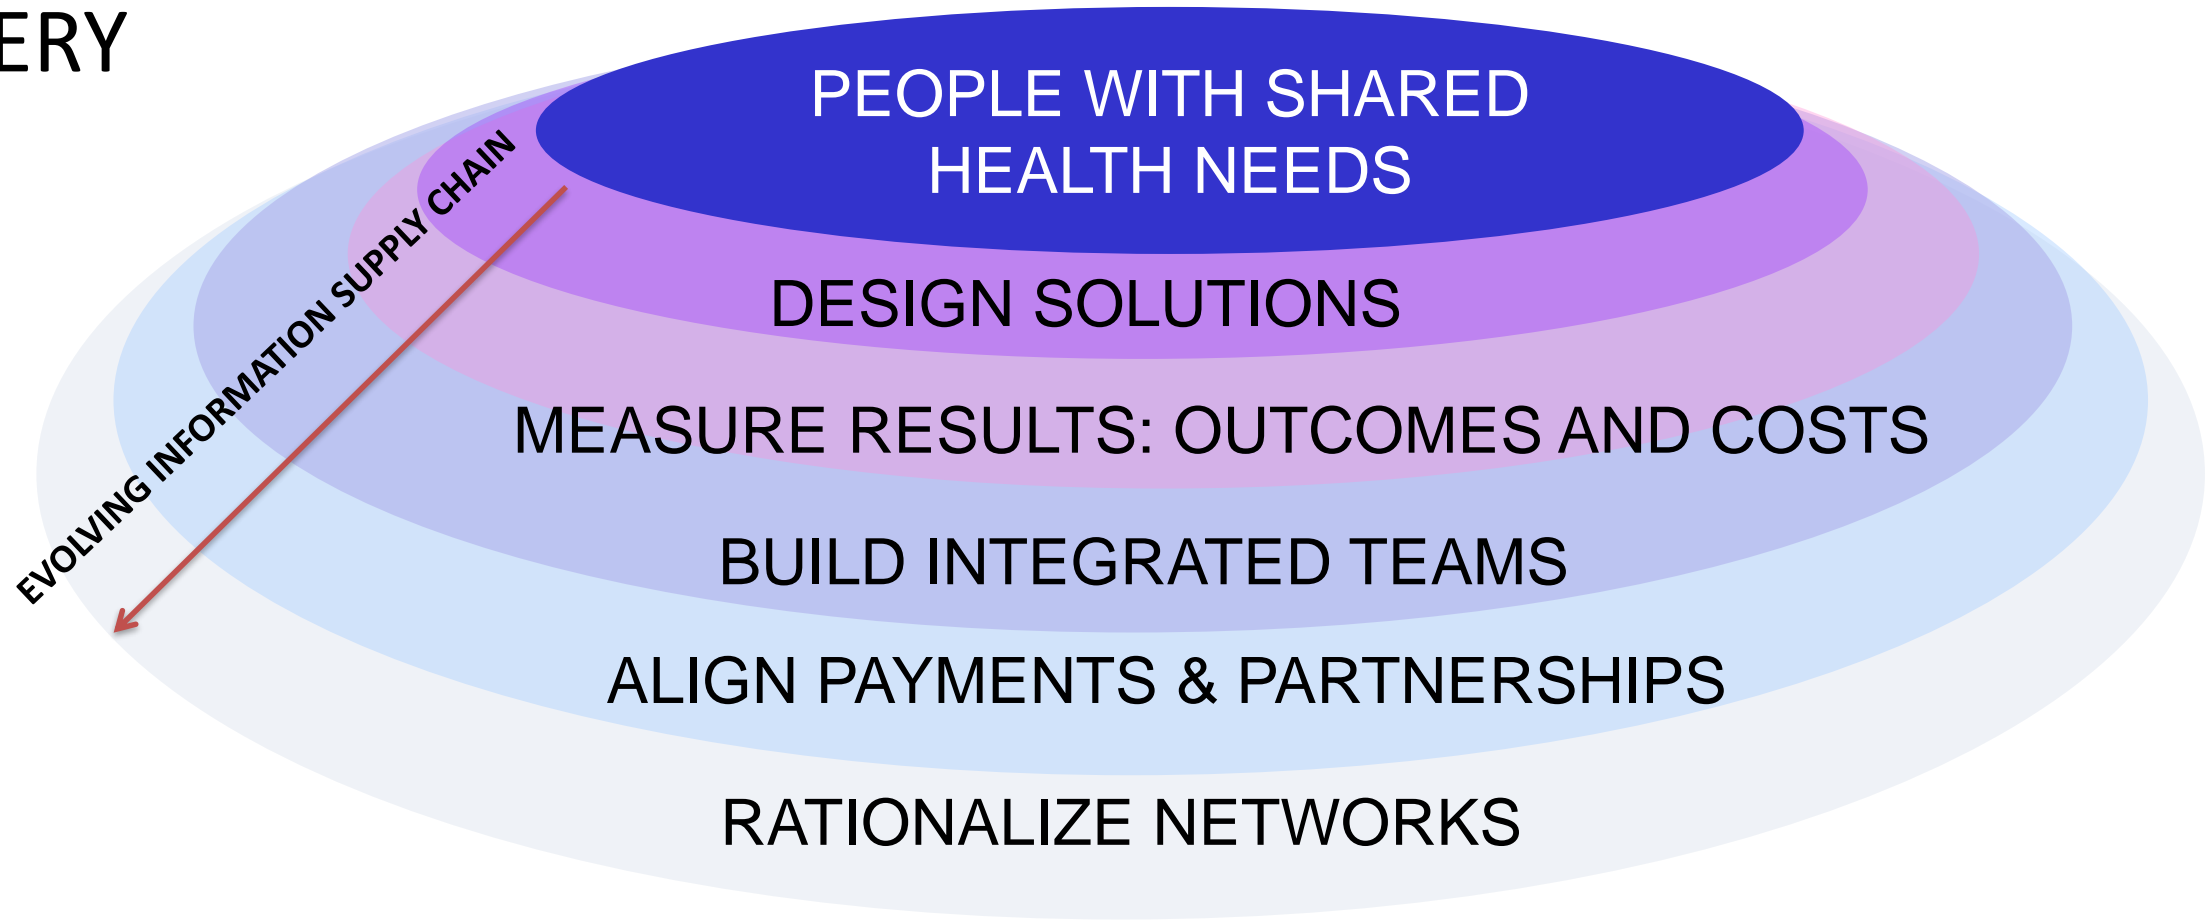 ERY
PEOPLE WITH SHARED
HEALTH NEEDS
EVOLVING INFORMATION SUPPLY CHAIN
DESIGN SOLUTIONS
MEASURE RESULTS: OUTCOMES AND COSTS
BUILD INTEGRATED TEAMS
ALIGN PAYMENTS & PARTNERSHIPS
RATIONALIZE NETWORKS